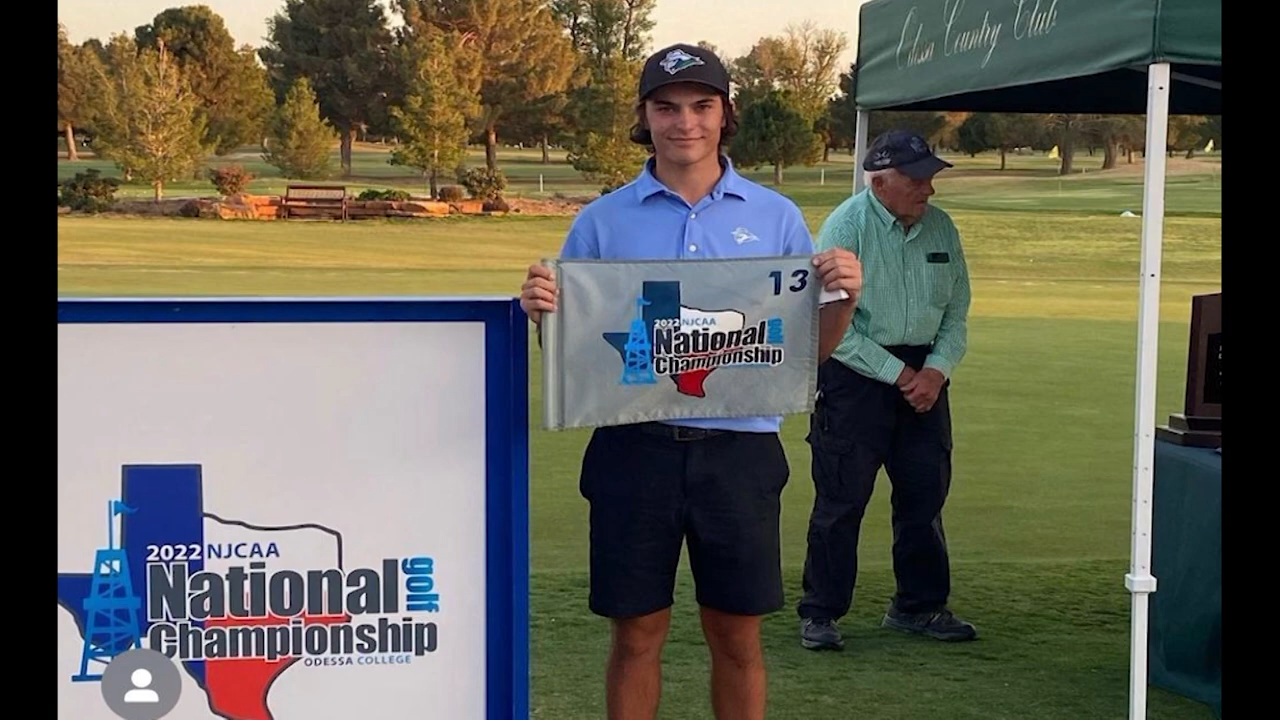 Odessa Country Club
13
2022 NJCAA
National
golf
Championship
2022 NJCAA
National
golf
Championship
ODESSA COLLEGE